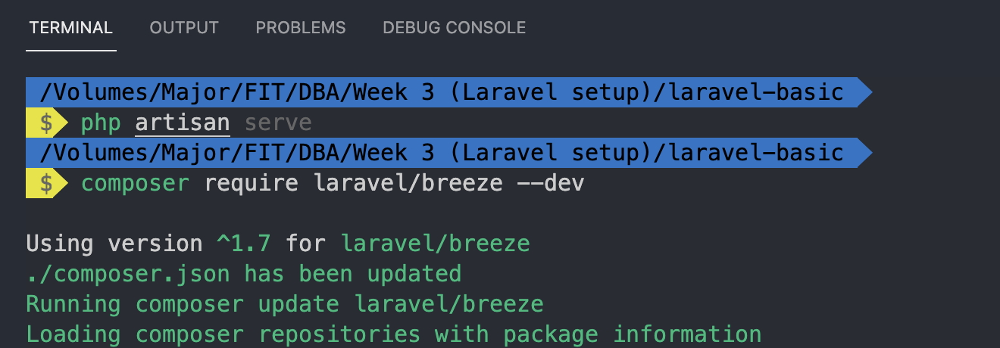 TERMINAL OUTPUT PROBLEMS DEBUG CONSOLE
/Volumes/Major/FIT/DBA/Week 3 (Laravel setup)/laravel-basic
$ php artisan serve
/Volumes/Major/FIT/DBA/Week 3 (Laravel setup)/laravel-basic
$ composer require laravel/breeze --dev
Using version ^1.7 for laravel/breeze
./composer.json has been updated
Running composer update laravel/breeze
Loading composer repositories with package information